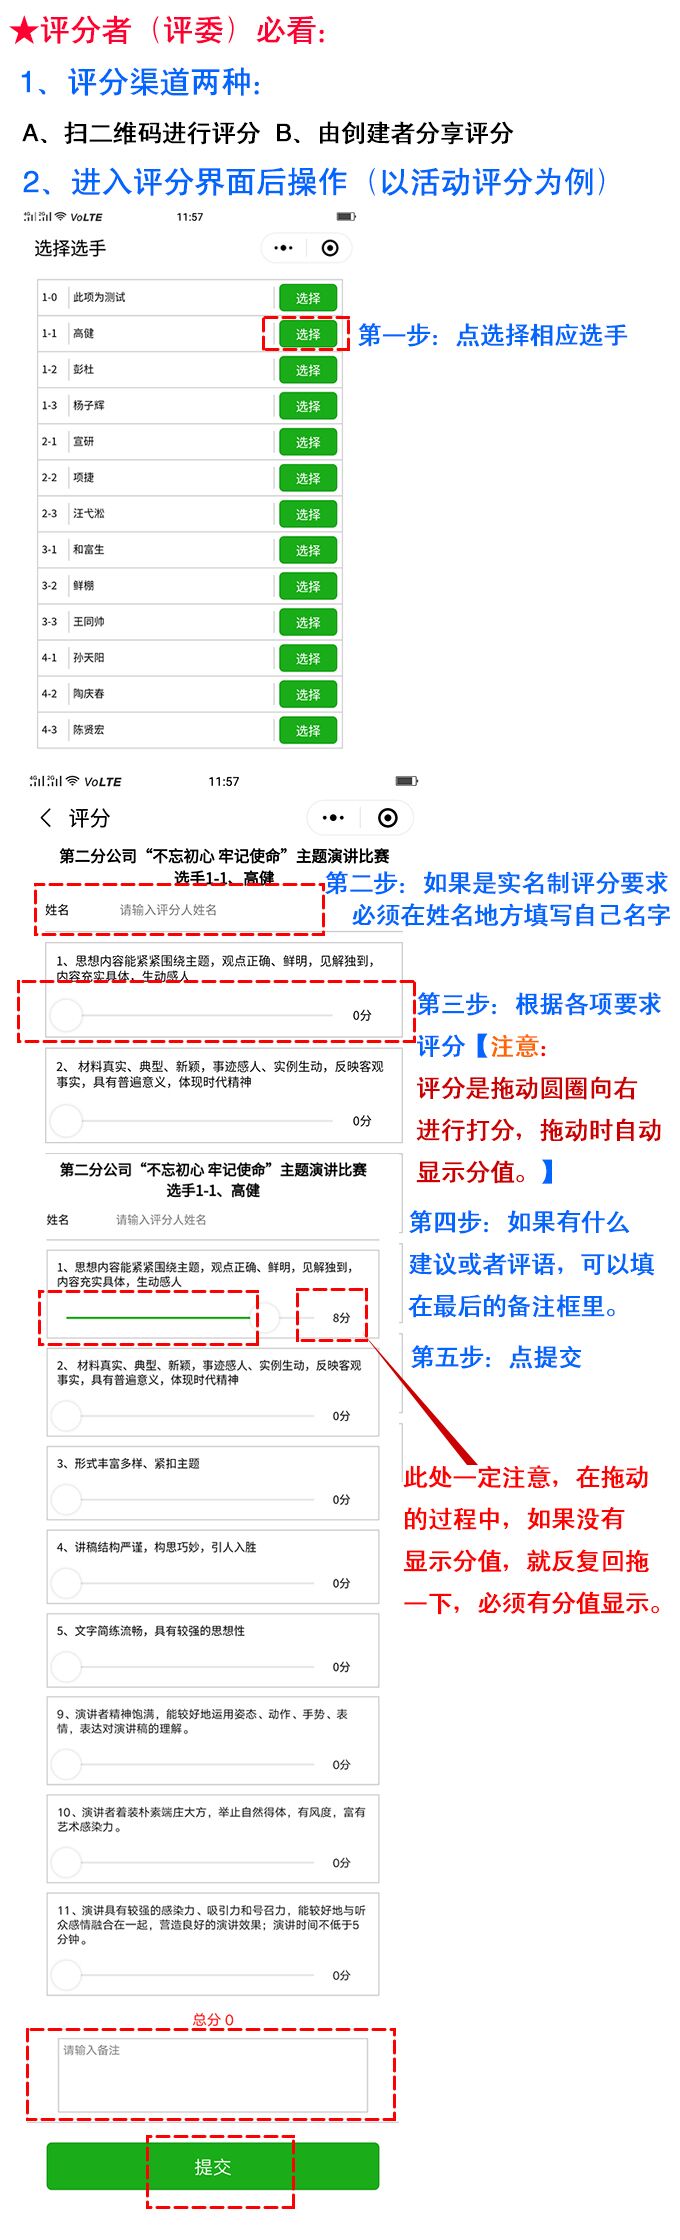 ★评分者（评委）必看：
1、评分渠道两种：
A、扫二维码进行评分 B、由创建者分享评分
2、进入评分界面后操作（以活动评分为例）
4G 2G VoLTE 11:57
选择选手
1-0 此项为测试 选择
1-1 高健 选择
第一步：点选择相应选手
1-2 彭杜 选择
1-3 杨子辉 选择
2-1 宣研 选择
2-2 项捷 选择
2-3 汪弋淞 选择
3-1 和富生 选择
3-2 鲜棚 选择
3-3 王同帅 选择
4-1 孙天阳 选择
4-2 陶庆春 选择
4-3 陈贤宏 选择
4G 2G VoLTE 11:57
评分
第二分公司“不忘初心 牢记使命”主题演讲比赛
选手1-1、高健
姓名 请输入评分人姓名
第二步：如果是实名制评分要求
必须在姓名地方填写自己名字
1、思想内容能紧紧围绕主题，观点正确、鲜明，见解独到，
内容充实具体，生动感人
0分
第三步：根据各项要求
评分【注意：
评分是拖动圆圈向右
进行打分，拖动时自动
显示分值。】
2、 材料真实、典型、新颖，事迹感人、实例生动，反映客观
事实，具有普遍意义，体现时代精神
0分
第二分公司“不忘初心 牢记使命”主题演讲比赛
选手1-1、高健
姓名 请输入评分人姓名
第四步：如果有什么
建议或者评语，可以填
在最后的备注框里。
第五步：点提交
1、思想内容能紧紧围绕主题，观点正确、鲜明，见解独到，
内容充实具体，生动感人
8分
此处一定注意，在拖动
的过程中，如果没有
显示分值，就反复回拖
一下，必须有分值显示。
2、 材料真实、典型、新颖，事迹感人、实例生动，反映客观
事实，具有普遍意义，体现时代精神
0分
3、形式丰富多样、紧扣主题
0分
4、讲稿结构严谨，构思巧妙，引人入胜
0分
5、文字简练流畅，具有较强的思想性
0分
9、演讲者精神饱满，能较好地运用姿态、动作、手势、表
情，表达对演讲稿的理解。
0分
10、演讲者着装朴素端庄大方，举止自然得体，有风度，富有
艺术感染力。
0分
11、演讲具有较强的感染力、吸引力和号召力，能较好地与听
众感情融合在一起，营造良好的演讲效果；演讲时间不低于5
分钟。
0分
总分 0
请输入备注
提交